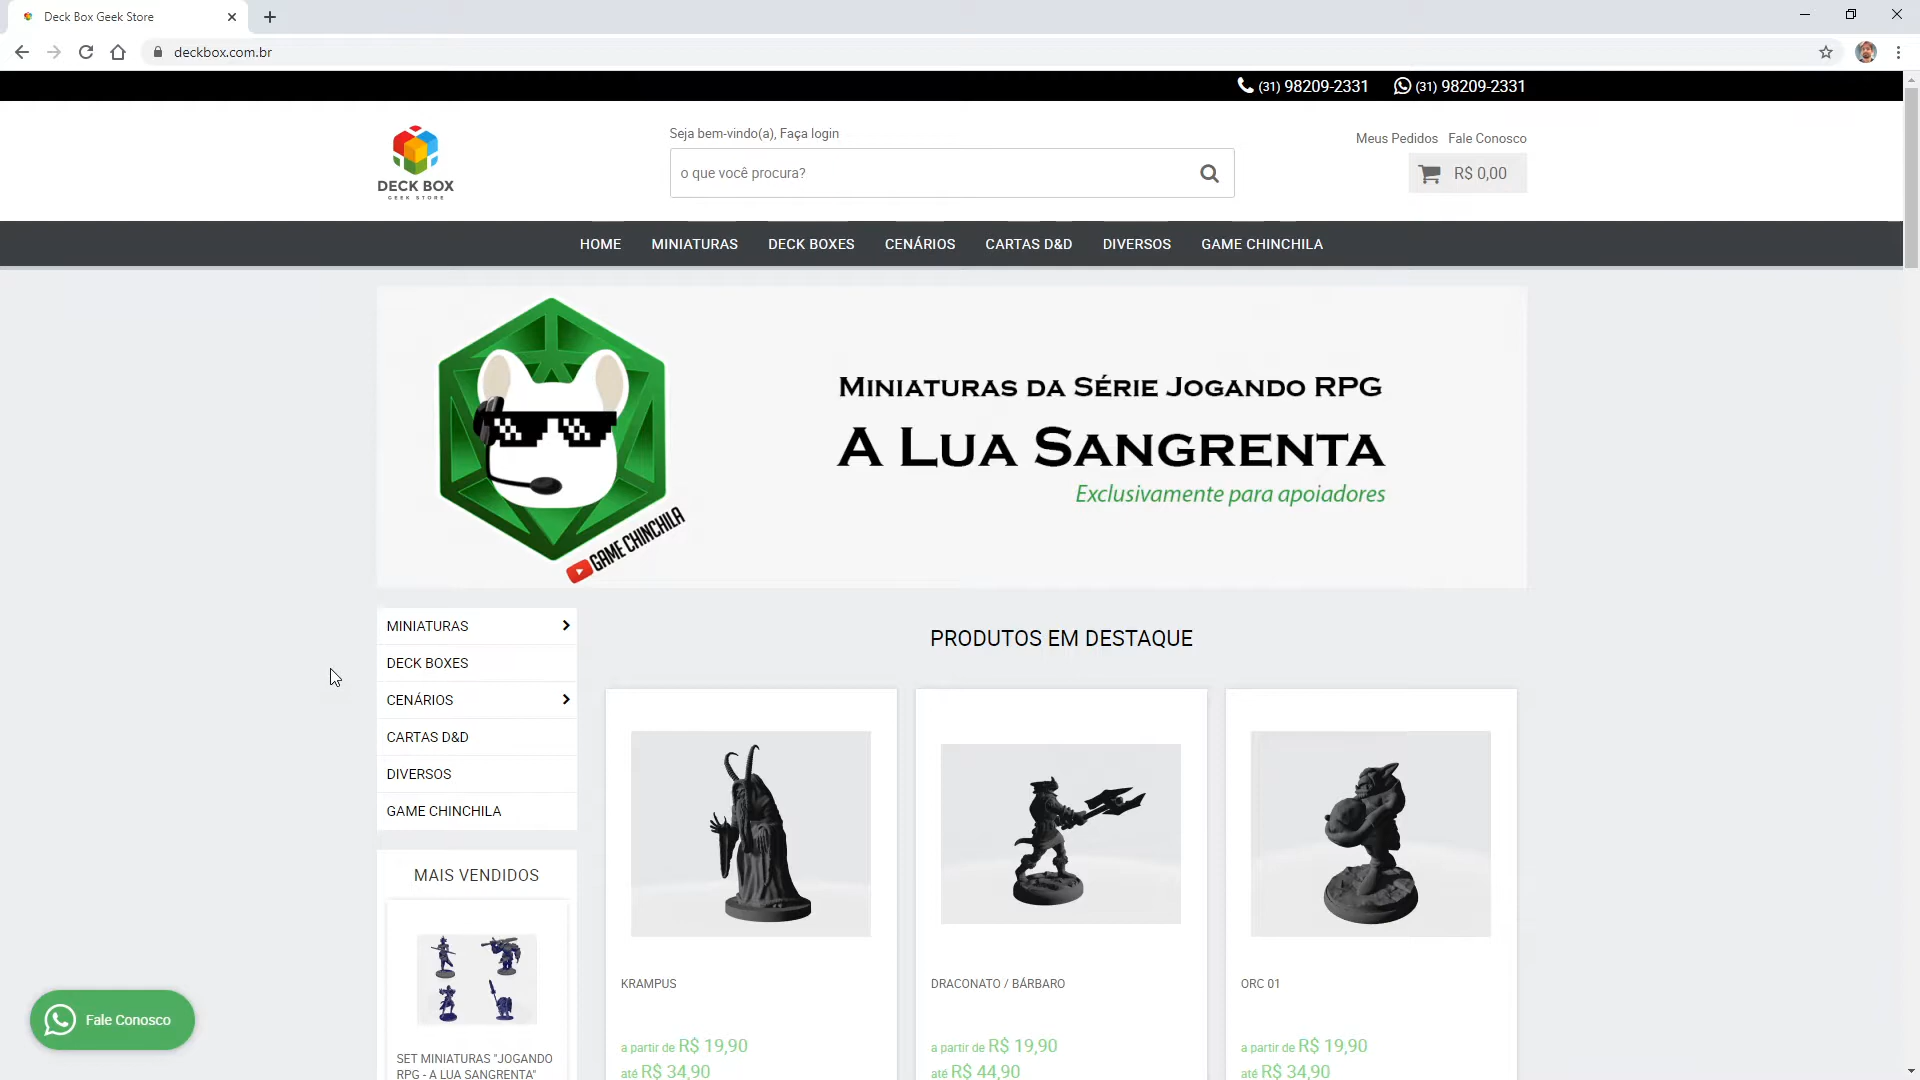 Deck Box Geek Store
deckbox.com.br
(31) 98209-2331
(31) 98209-2331
DECK BOX
GEEK STORE
Seja bem-vindo(a), Faça login
o que você procura?
Meus Pedidos Fale Conosco
R$ 0,00
HOME MINIATURAS DECK BOXES CENÁRIOS CARTAS D&D DIVERSOS GAME CHINCHILA
GAME CHINCHILA
Miniaturas da Série Jogando RPG
A Lua Sangrenta
Exclusivamente para apoiadores
MINIATURAS
DECK BOXES
CENÁRIOS
CARTAS D&D
DIVERSOS
GAME CHINCHILA
MAIS VENDIDOS
SET MINIATURAS "JOGANDO
RPG - A LUA SANGRENTA"
PRODUTOS EM DESTAQUE
KRAMPUS
a partir de R$ 19,90
até R$ 34,90
DRACONATO / BÁRBARO
a partir de R$ 19,90
até R$ 44,90
ORC 01
a partir de R$ 19,90
até R$ 34,90
Fale Conosco